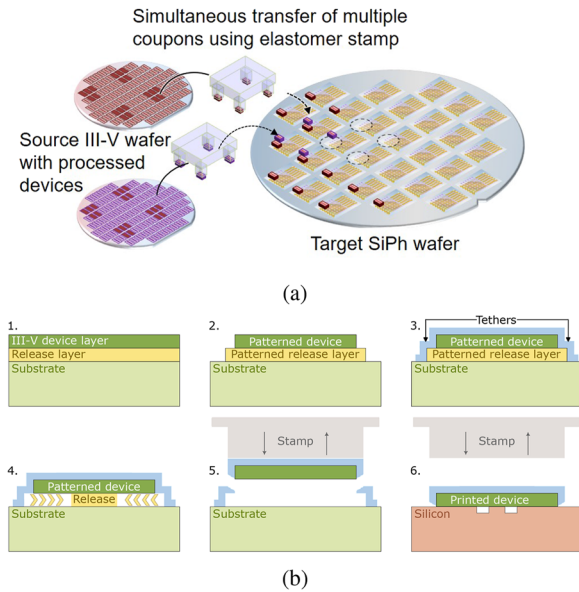 Simultaneous transfer of multiple
coupons using elastomer stamp
Source III-V wafer
with processed
devices
Target SiPh wafer
(a)
1.
III-V device layer
Release layer
Substrate
2.
Patterned device
Patterned release layer
Substrate
3.
Tethers
Patterned device
Patterned release layer
Substrate
4.
Patterned device
Release
Substrate
5.
Stamp
Substrate
6.
Stamp
Printed device
Silicon
(b)